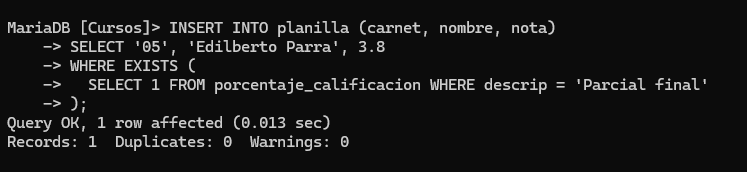 MariaDB [Cursos]> INSERT INTO planilla (carnet, nombre, nota)
    -> SELECT '05', 'Edilberto Parra', 3.8
    -> WHERE EXISTS (
    ->   SELECT 1 FROM porcentaje_calificacion WHERE descrip = 'Parcial final'
    -> );
Query OK, 1 row affected (0.013 sec)
Records: 1  Duplicates: 0  Warnings: 0